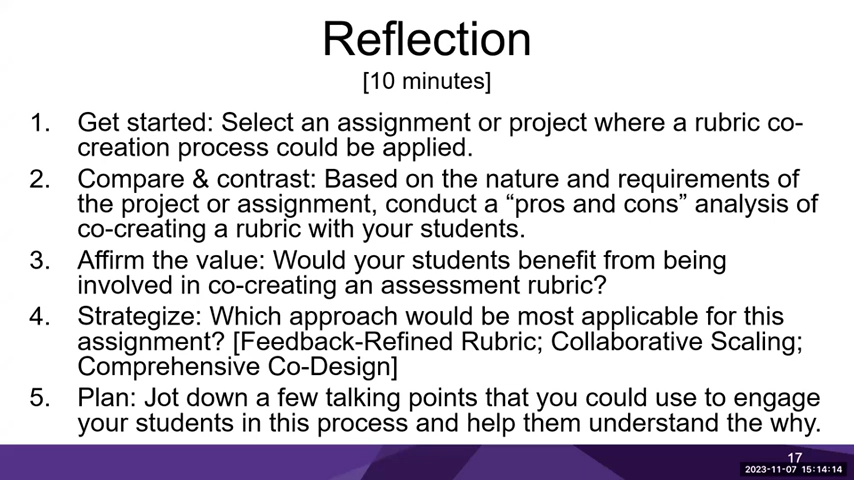 Reflection
[10 minutes]
1. Get started: Select an assignment or project where a rubric co-
creation process could be applied.
2. Compare & contrast: Based on the nature and requirements of
the project or assignment, conduct a “pros and cons” analysis of
co-creating a rubric with your students.
3. Affirm the value: Would your students benefit from being
involved in co-creating an assessment rubric?
4. Strategize: Which approach would be most applicable for this
assignment? [Feedback-Refined Rubric; Collaborative Scaling;
Comprehensive Co-Design]
5. Plan: Jot down a few talking points that you could use to engage
your students in this process and help them understand the why.
17
2023-11-07 15:14:14